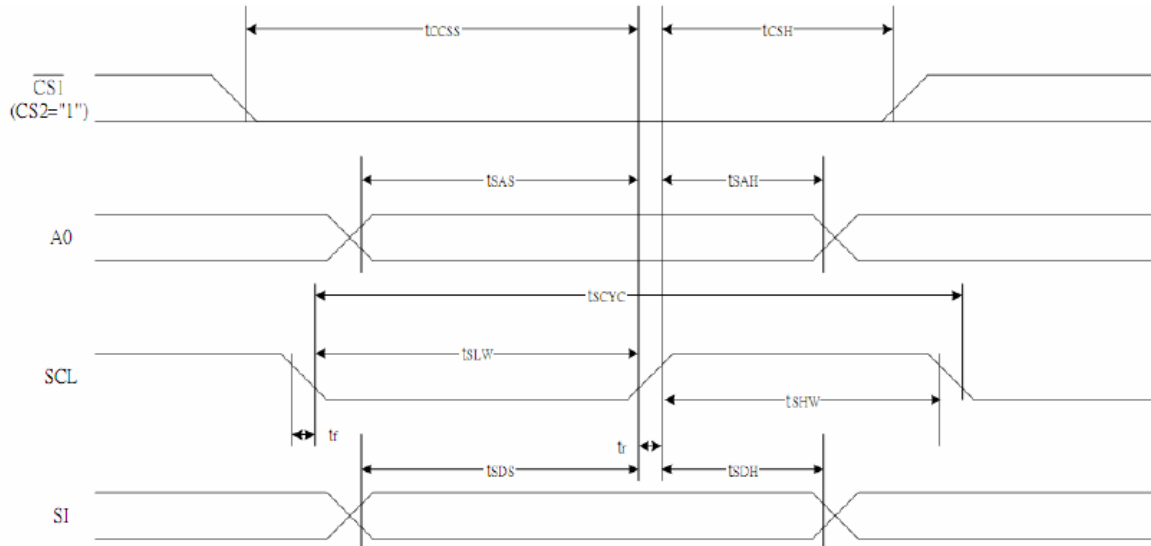 tCCSS tCSH
CS1
(CS2="1")
tSAS tSAH
A0
tSCYC
tSLW
SCL
tSHW
tf tr
tSDS tSDH
SI